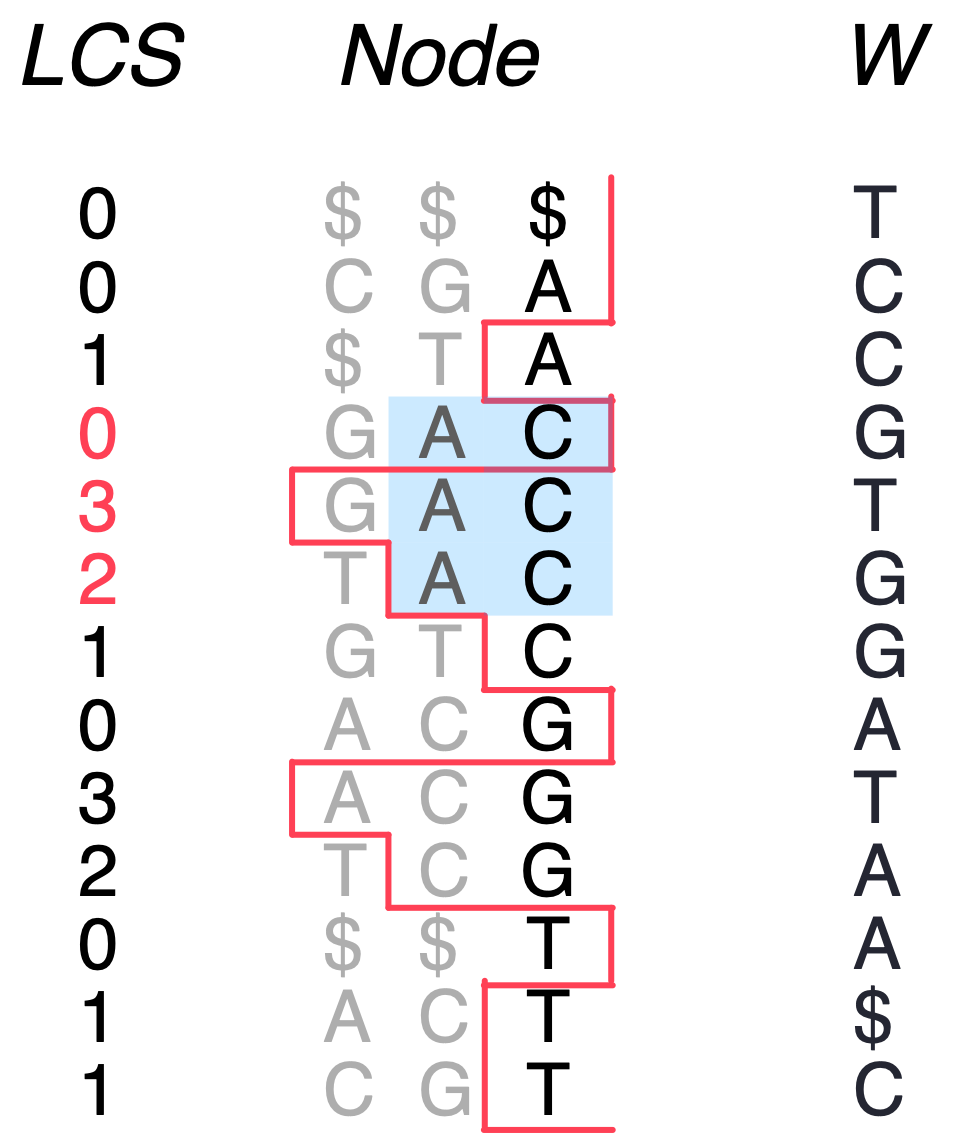 LCS Node W
0 $ $ $ T
0 C G A C
1 $ T A C
0 G A C G
3 G A C T
2 T A C G
1 G T C G
0 A C G A
3 A C G T
2 T C G A
0 $ $ T A
1 A C T $
1 C G T C